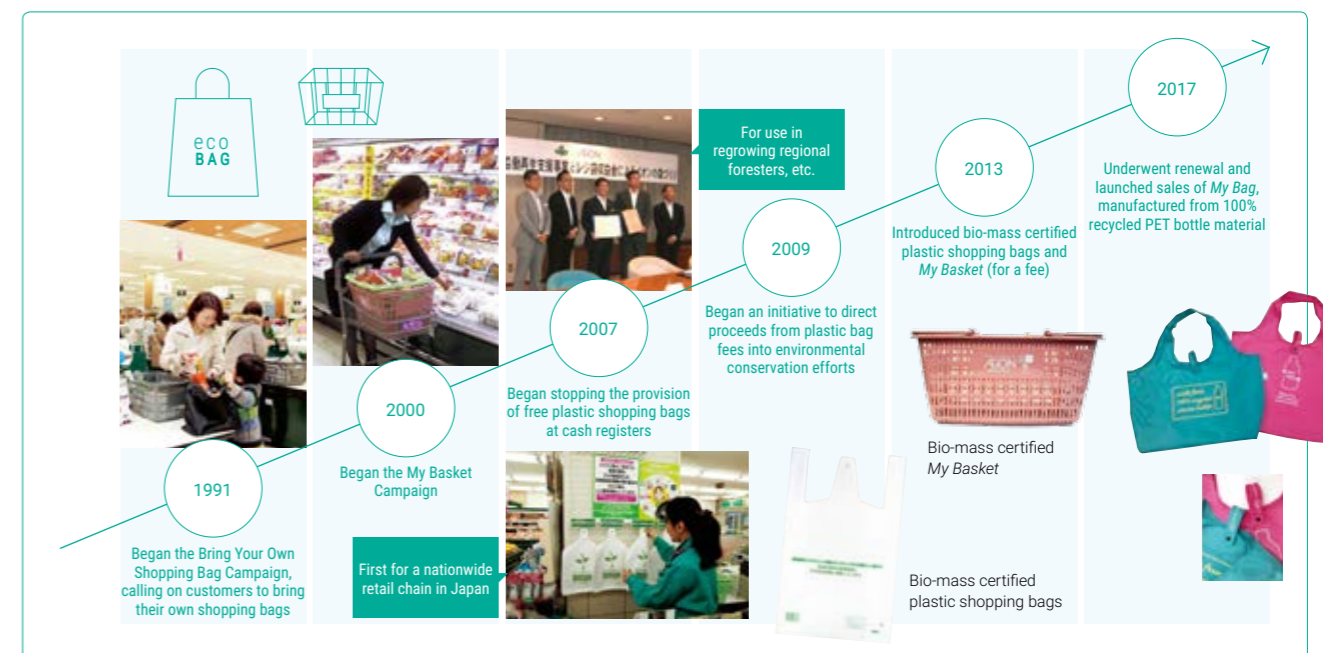 eco
BAG
1991
Began the Bring Your Own
Shopping Bag Campaign,
calling on customers to bring
their own shopping bags
2000
Began the My Basket
Campaign
First for a nationwide
retail chain in Japan
2007
Began stopping the provision
of free plastic shopping bags
at cash registers
For use in
regrowing regional
foresters, etc.
2009
Began an initiative to direct
proceeds from plastic bag
fees into environmental
conservation efforts
2013
Introduced bio-mass certified
plastic shopping bags and
My Basket (for a fee)
Bio-mass certified
My Basket
Bio-mass certified
plastic shopping bags
2017
Underwent renewal and
launched sales of My Bag,
manufactured from 100%
recycled PET bottle material